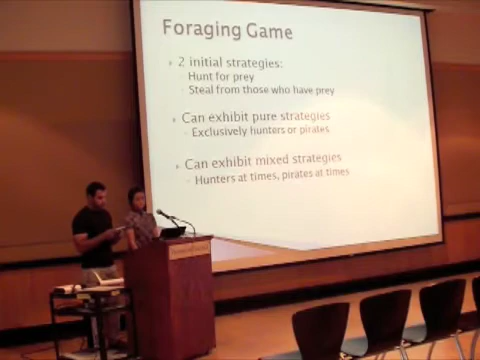 Foraging Game
2 initial strategies:
Hunt for prey
Steal from those who have prey
Can exhibit pure strategies
Exclusively hunters or pirates
Can exhibit mixed strategies
Hunters at times, pirates at times